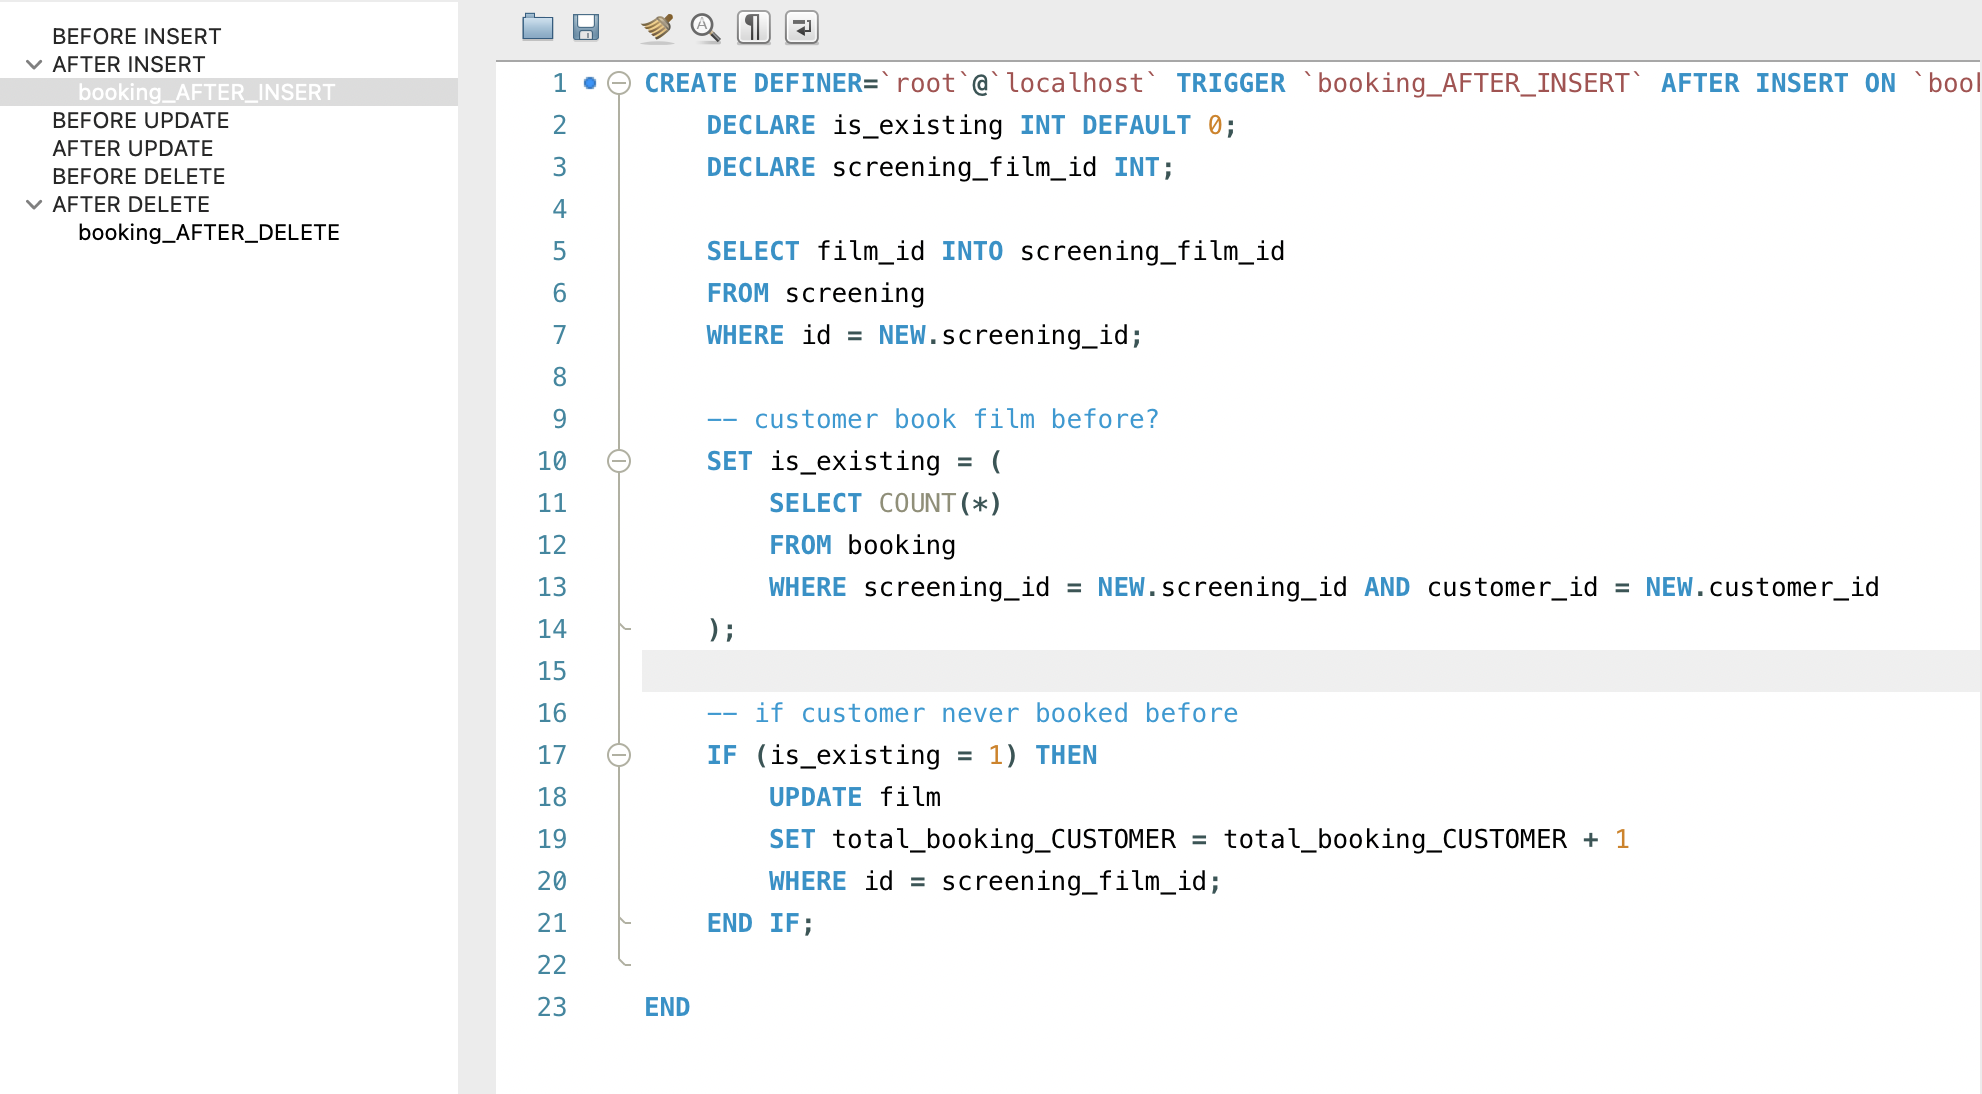 BEFORE INSERT
AFTER INSERT
booking_AFTER_INSERT
BEFORE UPDATE
AFTER UPDATE
BEFORE DELETE
AFTER DELETE
booking_AFTER_DELETE
1 CREATE DEFINER=`root`@`localhost` TRIGGER `booking_AFTER_INSERT` AFTER INSERT ON
2 DECLARE is_existing INT DEFAULT 0;
3 DECLARE screening_film_id INT;
4
5 SELECT film_id INTO screening_film_id
6 FROM screening
7 WHERE id = NEW.screening_id;
8
9 -- customer book film before?
10 SET is_existing = (
11 SELECT COUNT(*)
12 FROM booking
13 WHERE screening_id = NEW.screening_id AND customer_id = NEW.customer_id
14 );
15
16 -- if customer never booked before
17 IF (is_existing = 1) THEN
18 UPDATE film
19 SET total_booking_CUSTOMER = total_booking_CUSTOMER + 1
20 WHERE id = screening_film_id;
21 END IF;
22
23 END